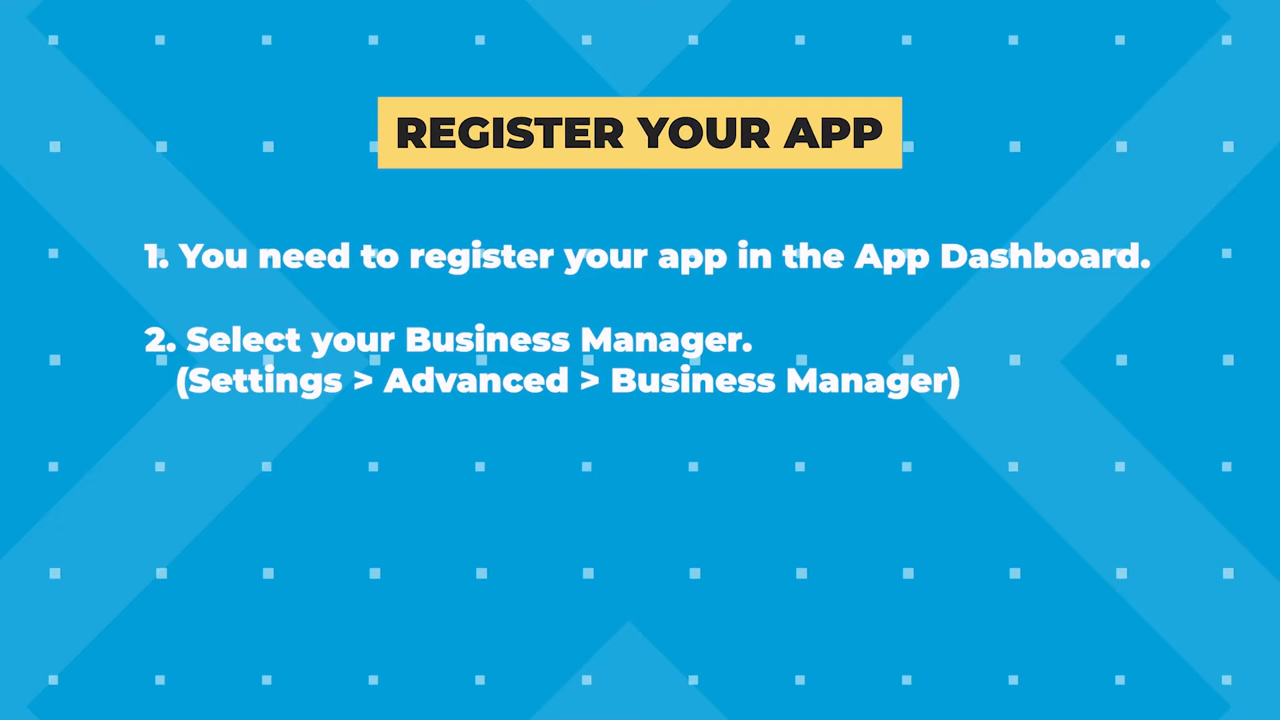 REGISTER YOUR APP
1. You need to register your app in the App Dashboard.
2. Select your Business Manager.
(Settings > Advanced > Business Manager)